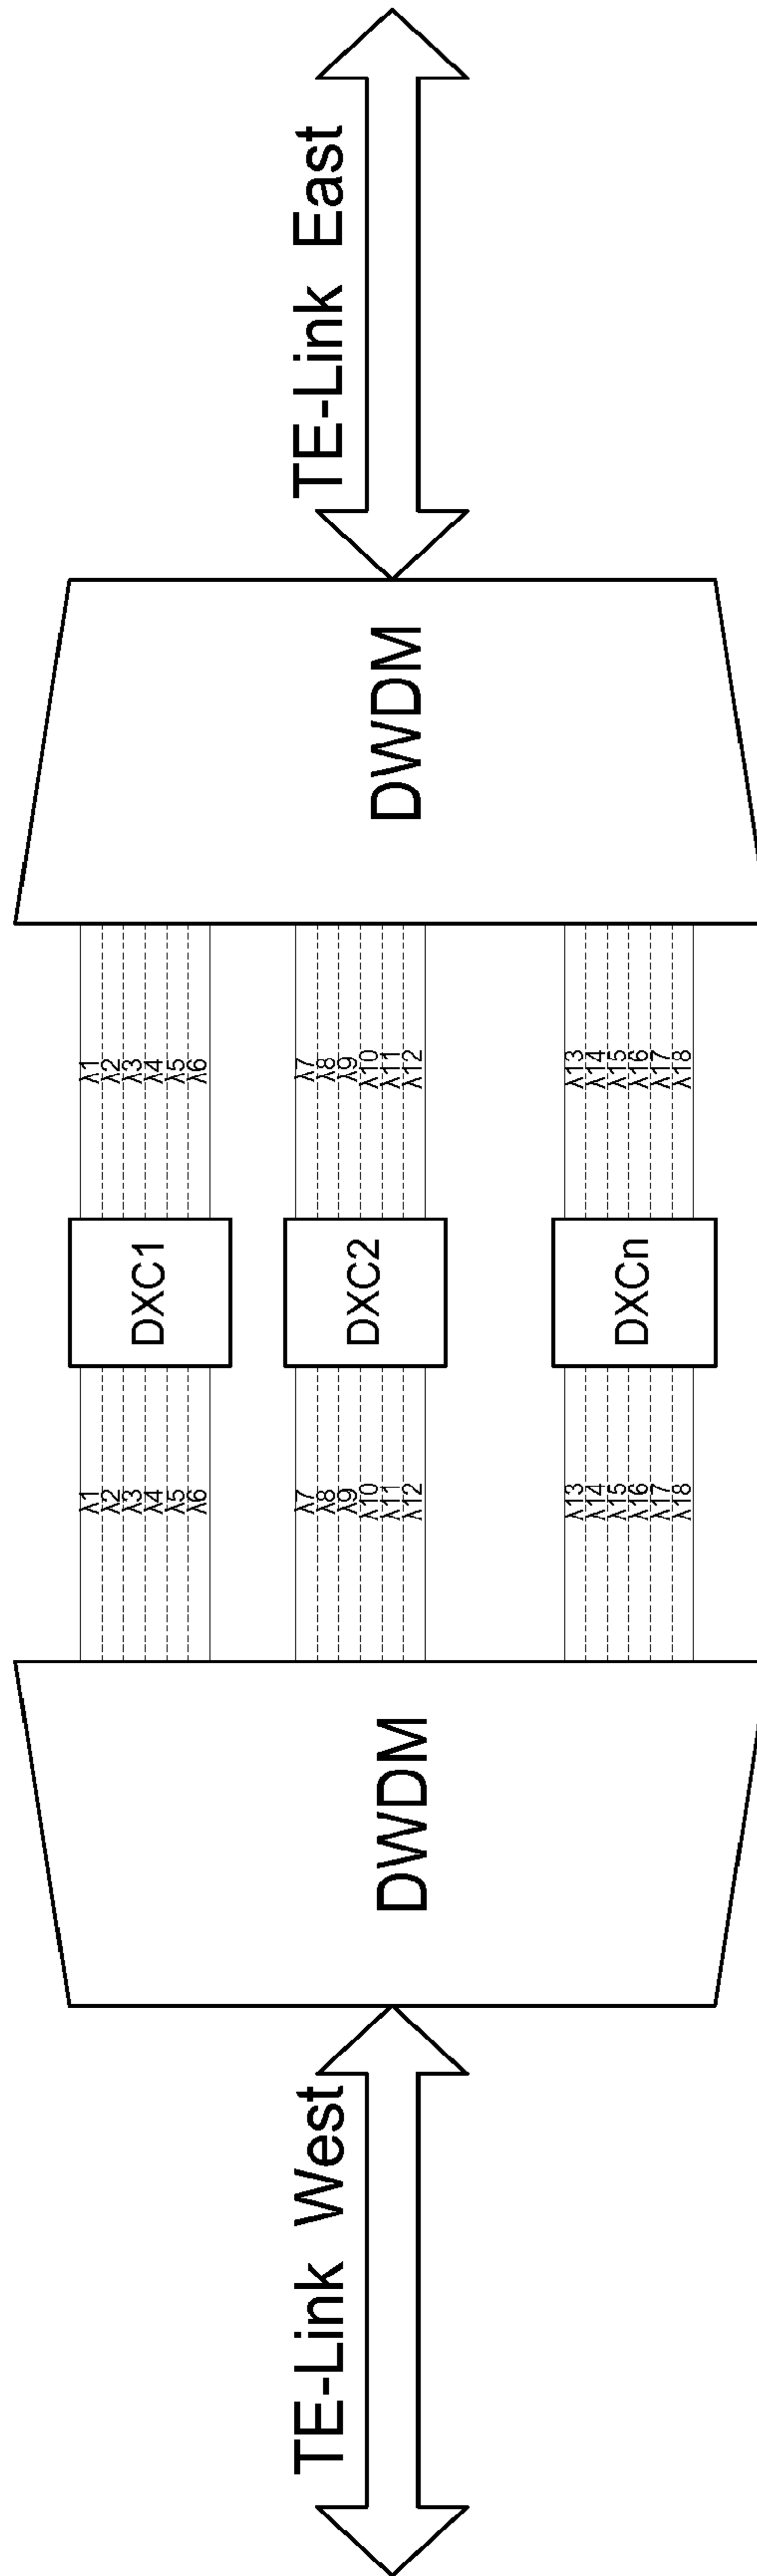 TE-Link West
DWDM
λ1
λ2
λ3
λ4
λ5
λ6
λ7
λ8
λ9
λ10
λ11
λ12
λ13
λ14
λ15
λ16
λ17
λ18
DXC1
DXC2
DXCn
λ1
λ2
λ3
λ4
λ5
λ6
λ7
λ8
λ9
λ10
λ11
λ12
λ13
λ14
λ15
λ16
λ17
λ18
DWDM
TE-Link East